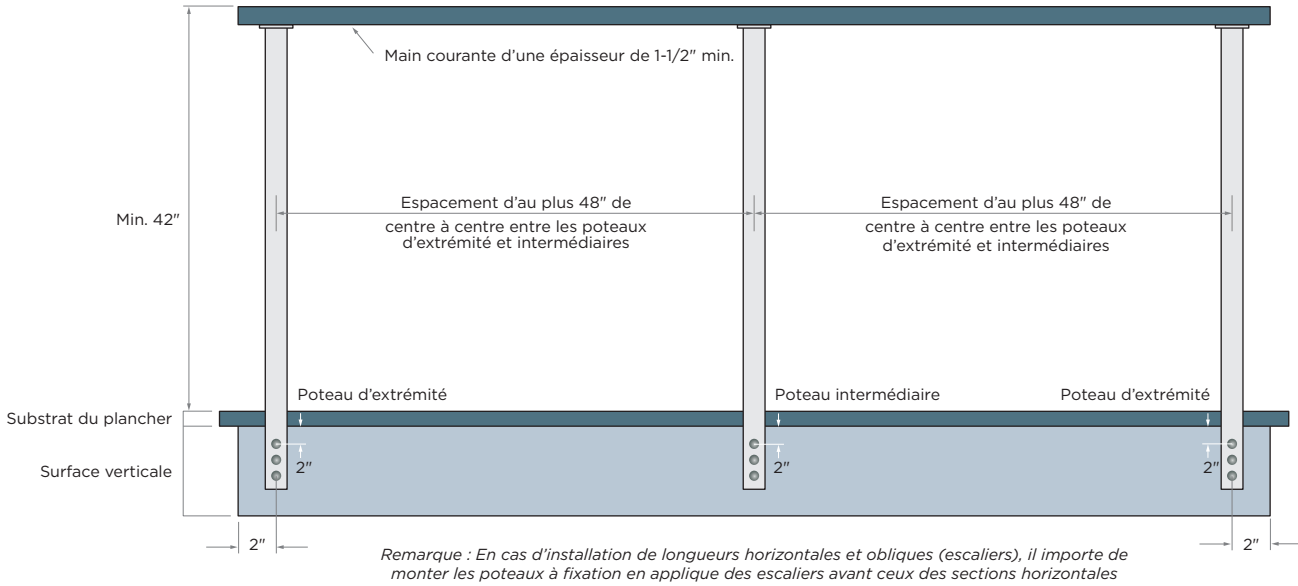 Main courante d'une épaisseur de 1-1/2" min.
Min. 42"
Espacement d'au plus 48" de
centre à centre entre les poteaux
d'extrémité et intermédiaires
Espacement d'au plus 48" de
centre à centre entre les poteaux
d'extrémité et intermédiaires
Poteau d'extrémité
Poteau intermédiaire
Poteau d'extrémité
Substrat du plancher
Surface verticale
2"
2"
2"
2"
2"
Remarque : En cas d'installation de longueurs horizontales et obliques (escaliers), il importe de
monter les poteaux à fixation en applique des escaliers avant ceux des sections horizontales